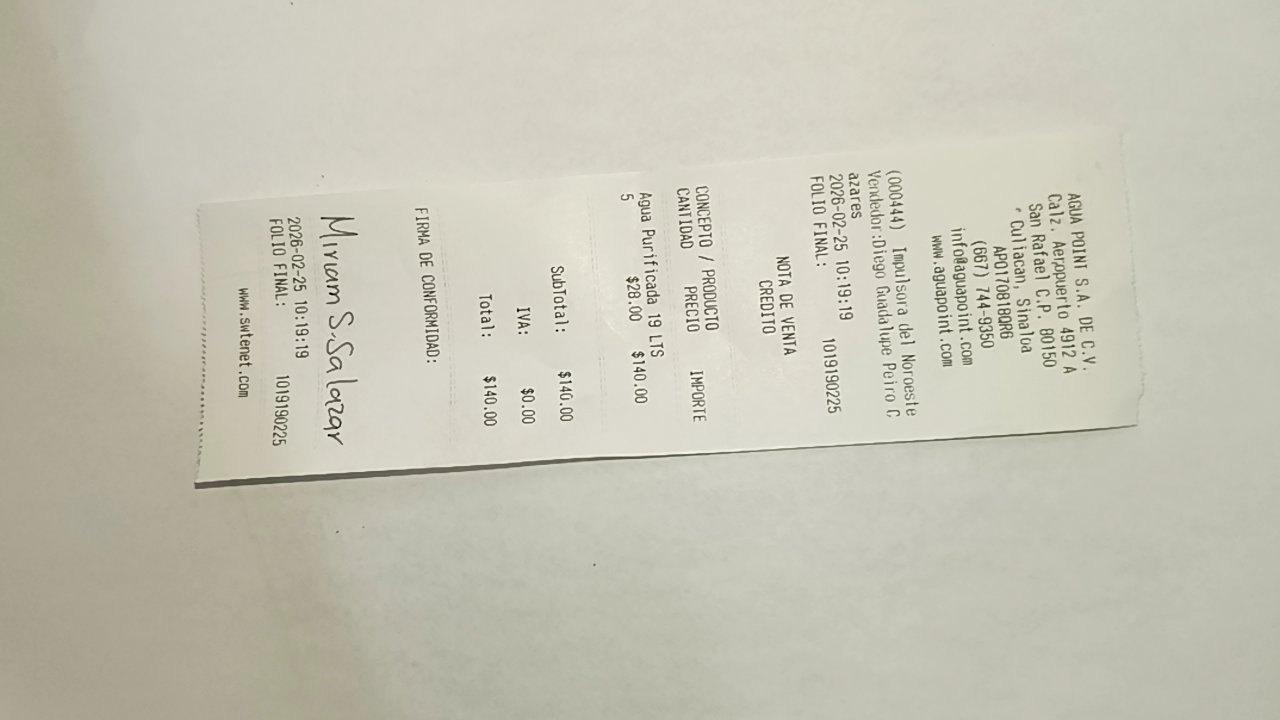 AGUA POINT S.A. DE C.V.
Calz. Aeropuerto 4912 A
San Rafael C.P. 80150
, Culiacan, Sinaloa
APO170818QR6
(667) 744-9350
info@aguapoint.com
www.aguapoint.com
(000444) Impulsora del Noroeste
Vendedor:Diego Guadalupe Peiro C
azares
2026-02-25 10:19:19
FOLIO FINAL: 1019190225
NOTA DE VENTA
CREDITO
CONCEPTO / PRODUCTO
CANTIDAD PRECIO IMPORTE
Agua Purificada 19 LTS
5 $28.00 $140.00
SubTotal: $140.00
IVA: $0.00
Total: $140.00
FIRMA DE CONFORMIDAD:
Miriam S. Salazar
2026-02-25 10:19:19
FOLIO FINAL: 1019190225
www.swtenet.com